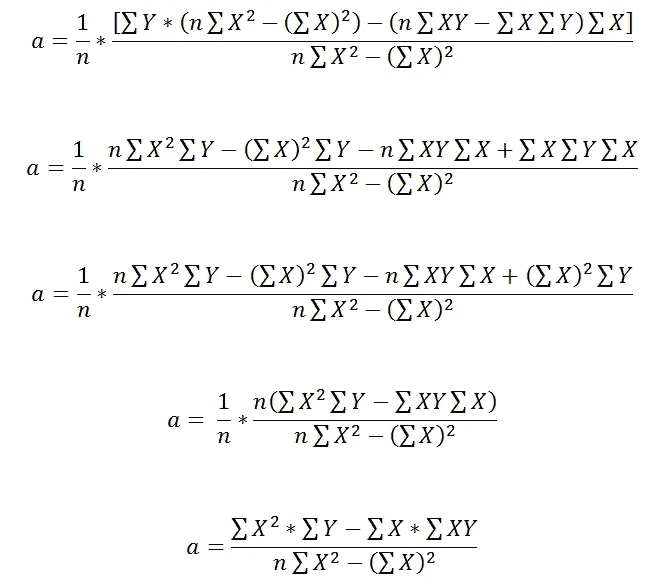 a = 1/n * [∑Y * (n∑X² − (∑X)²) − (n∑XY − ∑X∑Y)∑X] / n∑X² − (∑X)²
a = 1/n * n∑X²∑Y − (∑X)²∑Y − n∑XY∑X + ∑X∑Y∑X / n∑X² − (∑X)²
a = 1/n * n∑X²∑Y − (∑X)²∑Y − n∑XY∑X + (∑X)²∑Y / n∑X² − (∑X)²
a = 1/n * n(∑X²∑Y − ∑XY∑X) / n∑X² − (∑X)²
a = ∑X² * ∑Y − ∑X * ∑XY / n∑X² − (∑X)²